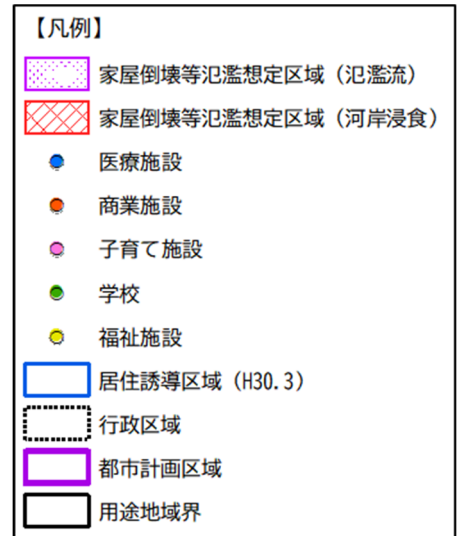 【凡例】
家屋倒壊等氾濫想定区域（氾濫流）
家屋倒壊等氾濫想定区域（河岸浸食）
医療施設
商業施設
子育て施設
学校
福祉施設
居住誘導区域（H30.3）
行政区域
都市計画区域
用途地域界